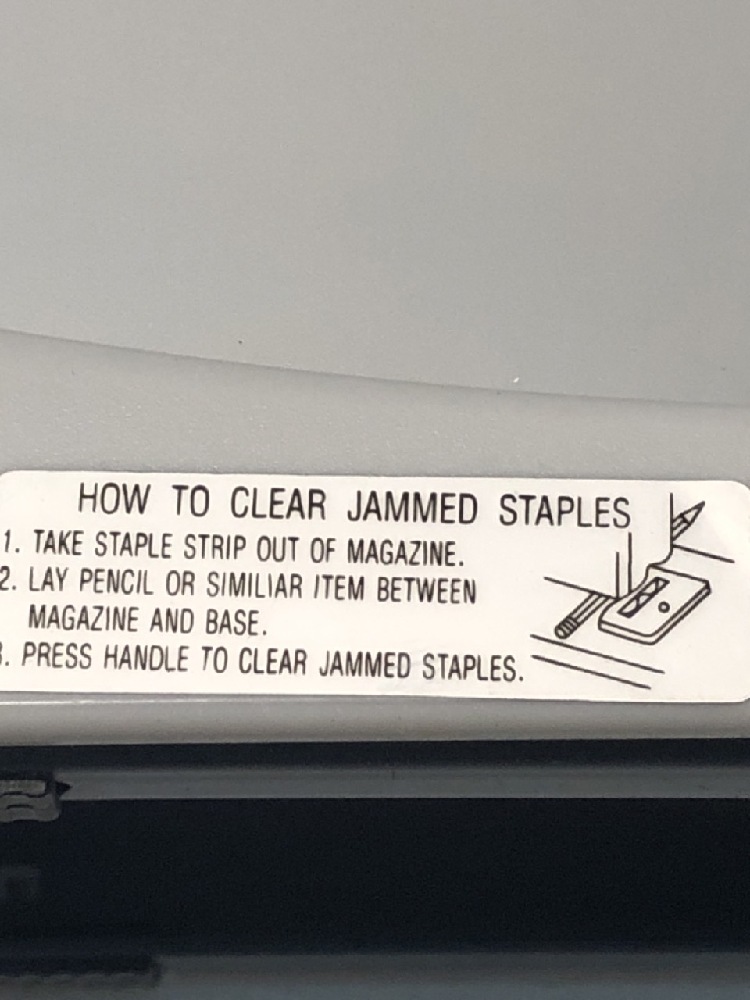 HOW TO CLEAR JAMMED STAPLES
1. TAKE STAPLE STRIP OUT OF MAGAZINE.
2. LAY PENCIL OR SIMILIAR ITEM BETWEEN
MAGAZINE AND BASE.
3. PRESS HANDLE TO CLEAR JAMMED STAPLES.